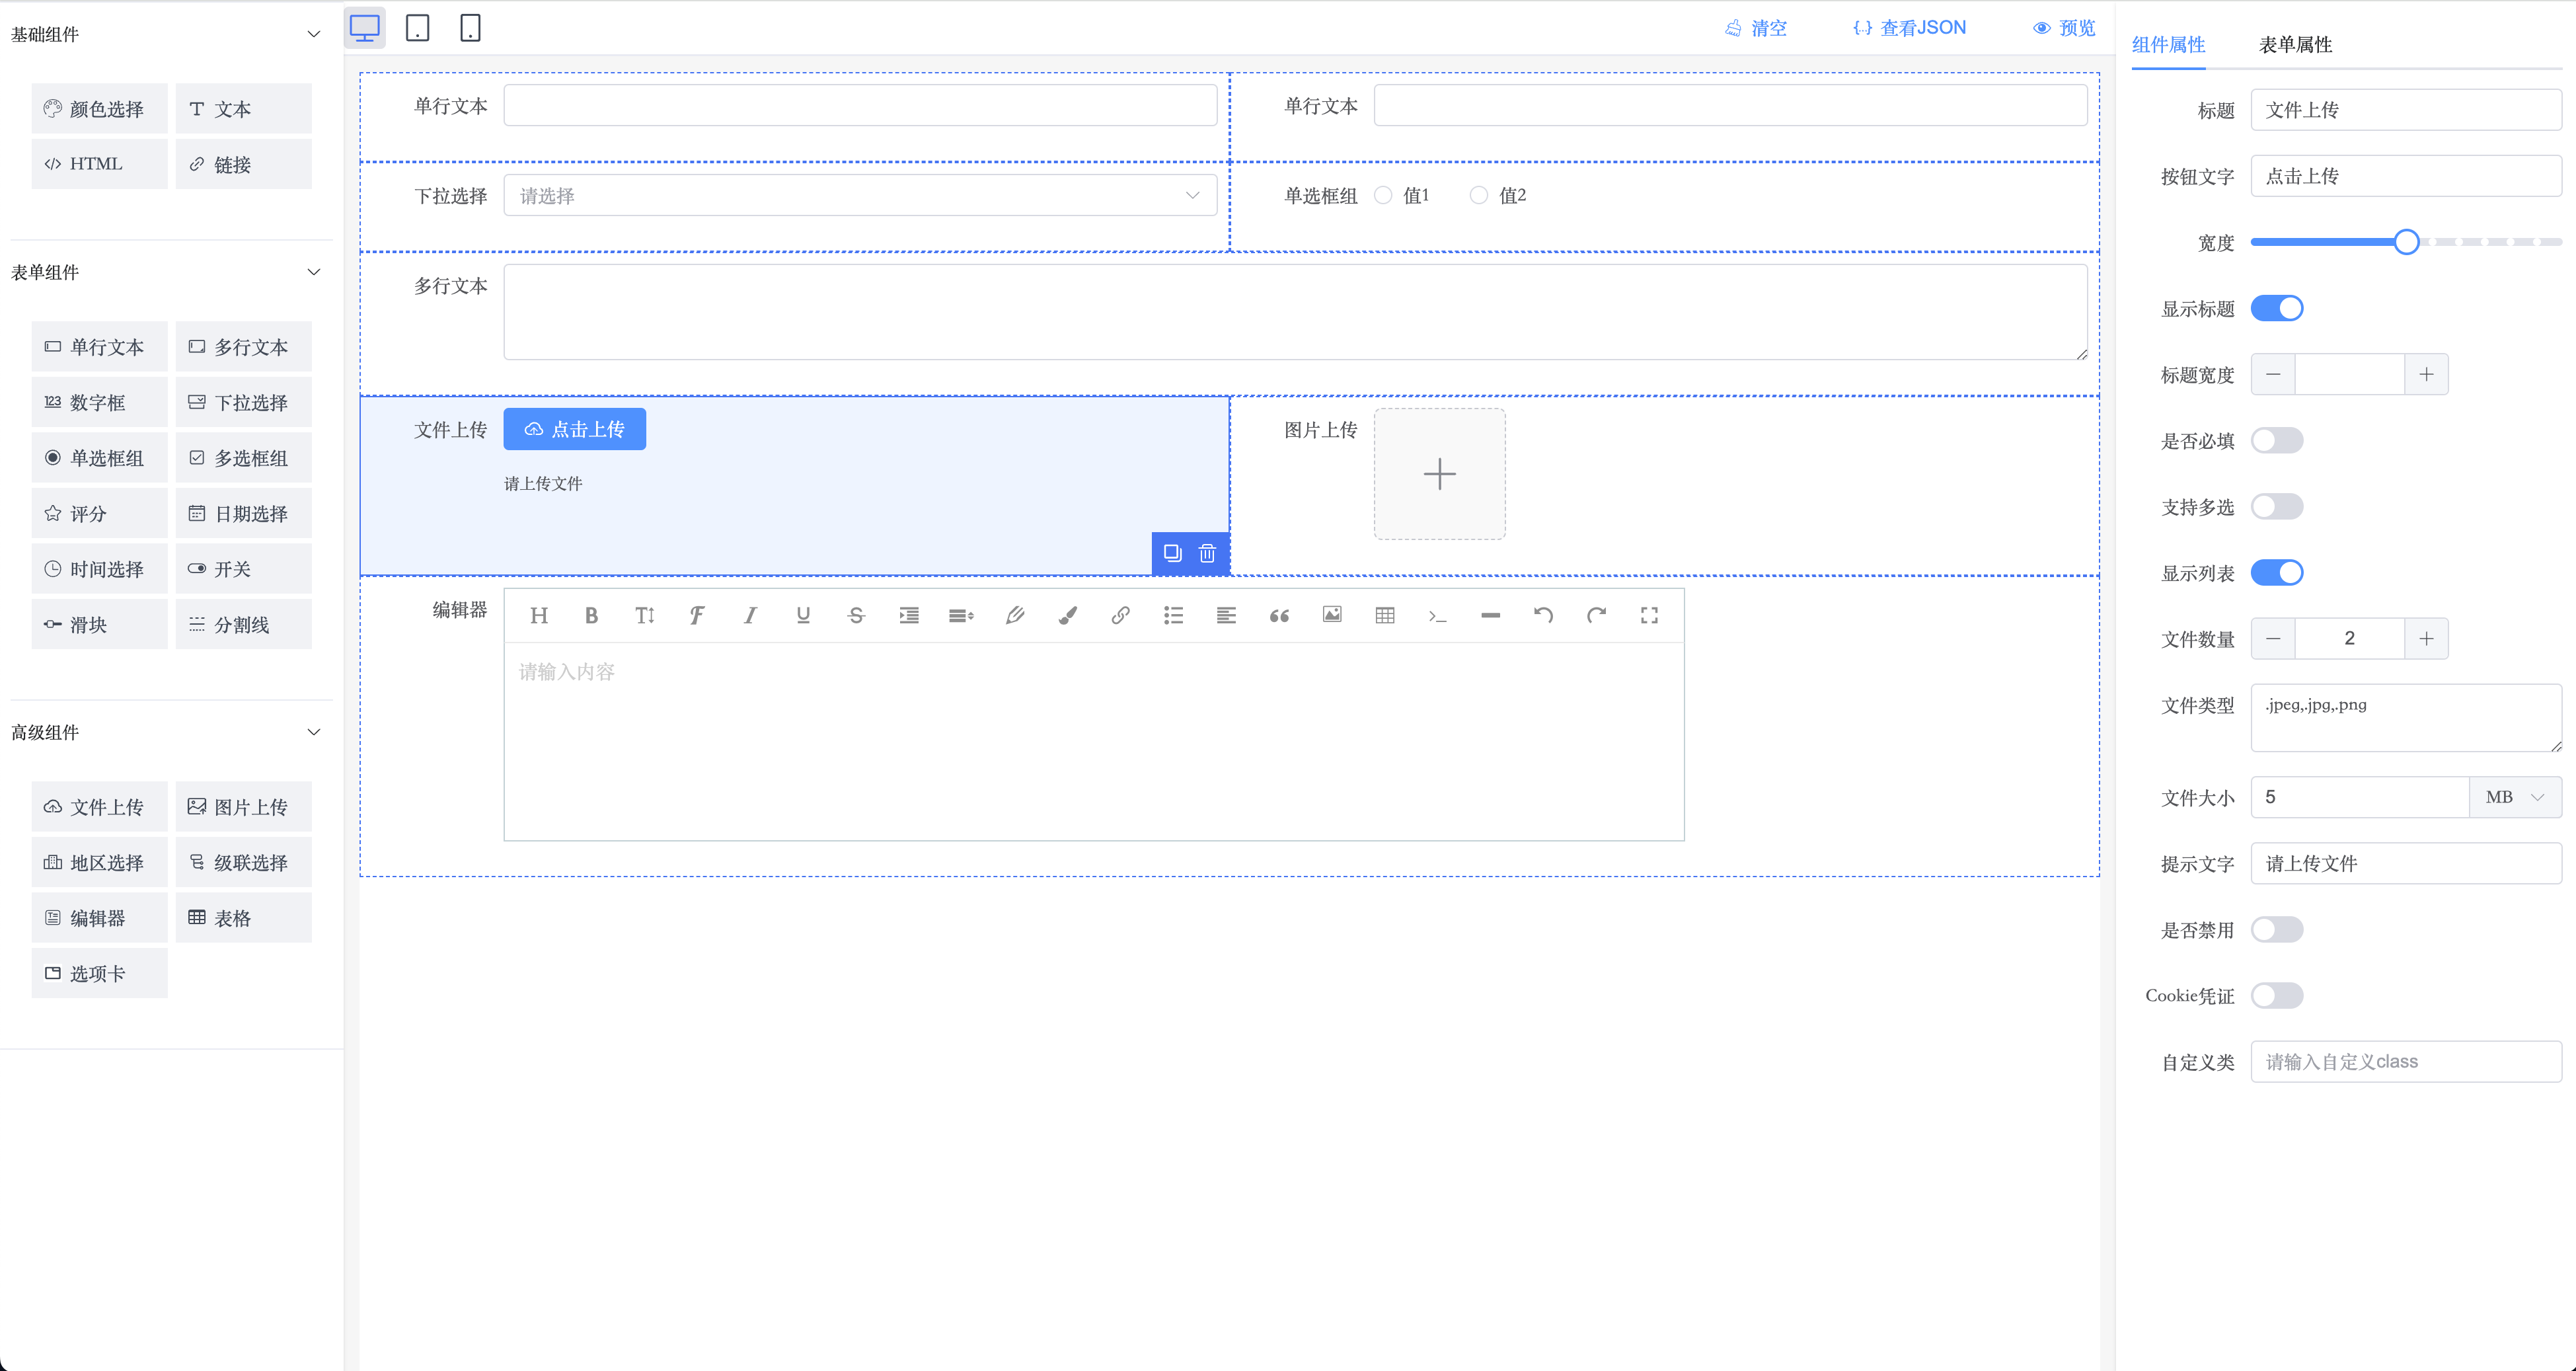 基础组件
颜色选择
文本
HTML
链接
表单组件
单行文本
多行文本
数字框
下拉选择
单选框组
多选框组
评分
日期选择
时间选择
开关
滑块
分割线
高级组件
文件上传
图片上传
地区选择
级联选择
编辑器
表格
选项卡
清空
查看JSON
预览
单行文本
单行文本
下拉选择 请选择
单选框组 值1 值2
多行文本
文件上传 点击上传
请上传文件
图片上传
编辑器
请输入内容
组件属性 表单属性
标题 文件上传
按钮文字 点击上传
宽度
显示标题
标题宽度
是否必填
支持多选
显示列表
文件数量 2
文件类型 .jpeg,.jpg,.png
文件大小 5 MB
提示文字 请上传文件
是否禁用
Cookie凭证
自定义类 请输入自定义class